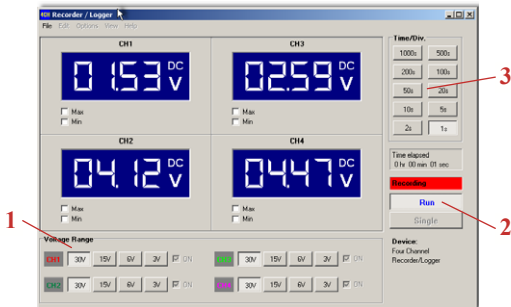 Recorder / Logger
File Edit Options View Help
CH1
01.53 DC V
Max
Min
CH3
02.59 DC V
Max
Min
CH2
04.12 DC V
Max
Min
CH4
04.47 DC V
Max
Min
Time/Div.
1000s 500s
200s 100s
50s 20s
10s 5s
2s 1s
3
Time elapsed
0 hr 00 min 01 sec
Recording
Run
Single
2
Device:
Four Channel
Recorder/Logger
1
Voltage Range
CH1 30V 15V 6V 3V ON
CH3 30V 15V 6V 3V ON
CH2 30V 15V 6V 3V ON
CH4 30V 15V 6V 3V ON